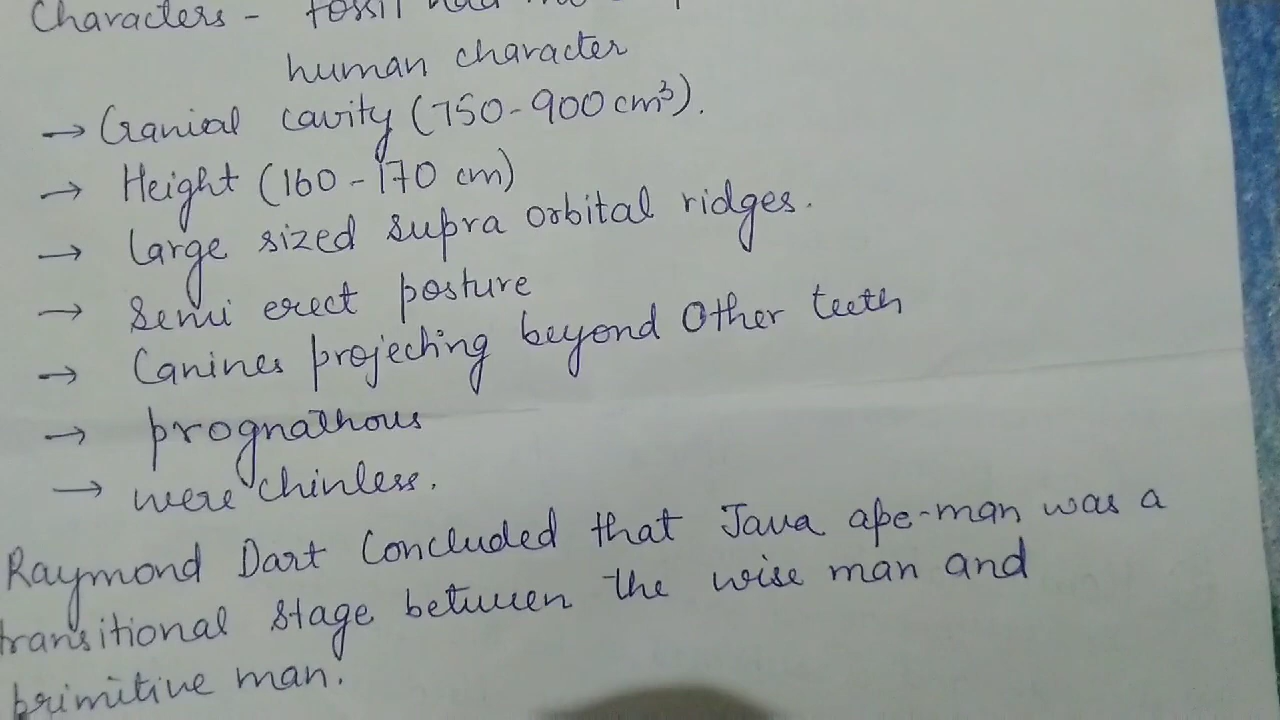 Characters - fossil had
human character
→ Cranial cavity (750-900 cm³).
→ Height (160-170 cm)
→ large sized supra orbital ridges.
→ Semi erect posture
→ Canines projecting beyond Other teeth
→ prognathous
→ were chinless.
Raymond Dart Concluded that Java ape-man was a
transitional stage between the wise man and
primitive man.